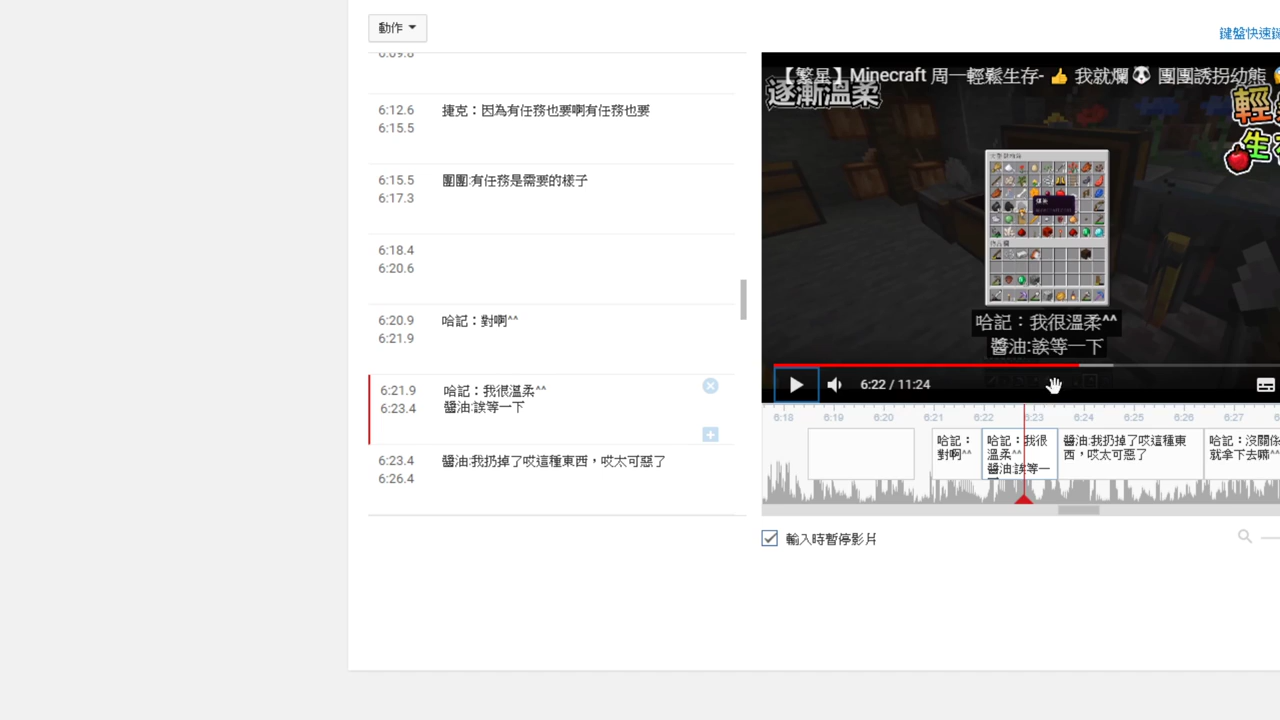 動作
鍵盤快速
6:09.8
6:12.6 捷克：因為有任務也要啊有任務也要
6:15.5
6:15.5 團團:有任務是需要的樣子
6:17.3
6:18.4
6:20.6
6:20.9 哈記：對啊^^
6:21.9
6:21.9 哈記：我很溫柔^^
6:23.4 醬油:誒等一下
6:23.4 醬油:我扔掉了哎這種東西，哎太可惡了
6:26.4
【繁星】Minecraft 周一輕鬆生存- 👍 我就爛🐼 團團誘拐幼熊
逐漸溫柔
輕
生
哈記：我很溫柔^^
醬油:誒等一下
6:22 / 11:24
6:18 6:19 6:20 6:21 6:22 6:23 6:24 6:25 6:26 6:27
哈記：
對啊^^
哈記：我很
溫柔^^
醬油:誒等一
醬油:我扔掉了哎這種東
西，哎太可惡了
哈記：沒關係
就拿下去嘛^^
輸入時暫停影片